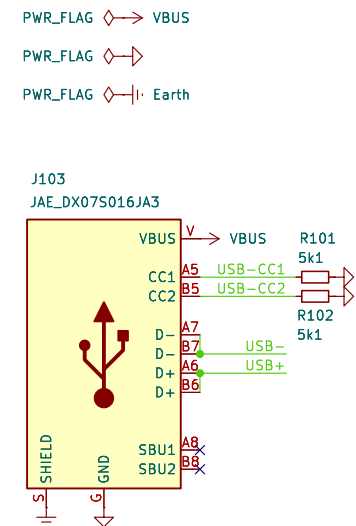 PWR_FLAG VBUS
PWR_FLAG
PWR_FLAG Earth
J103
JAE_DX07S016JA3
VBUS V VBUS
R101
5k1
CC1 A5 USB-CC1
CC2 B5 USB-CC2
R102
5k1
D- A7
D- B7 USB-
D+ A6 USB+
D+ B6
SBU1 A8
SBU2 B8
SHIELD
GND
S
G